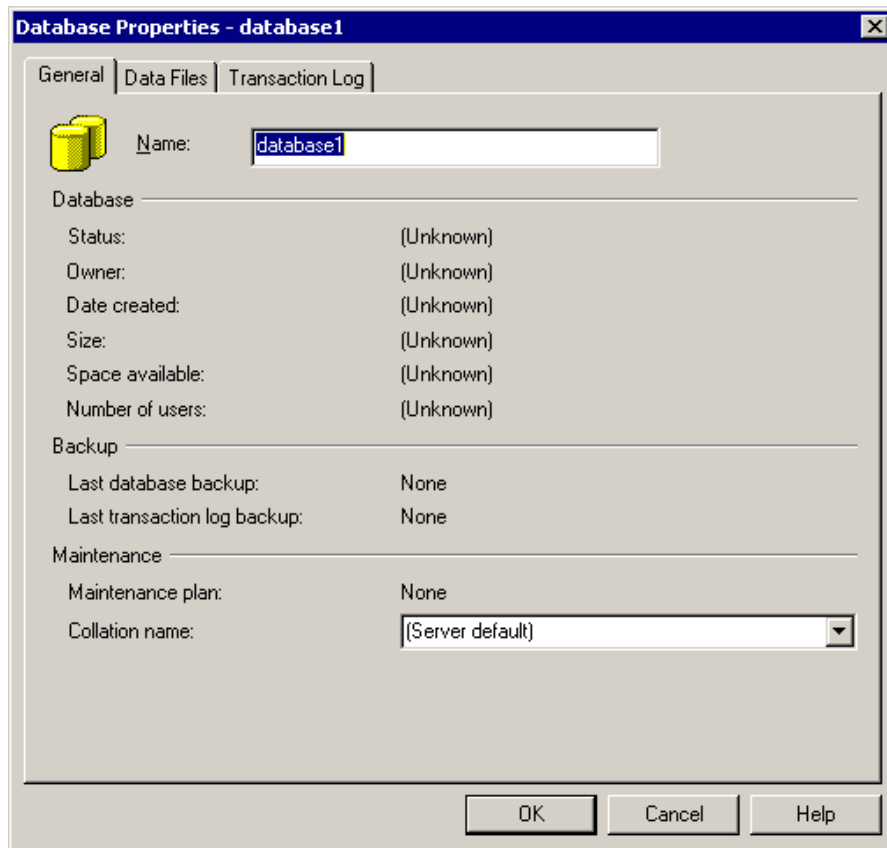 Database Properties - database1
General Data Files Transaction Log
Name: database1
Database
Status: (Unknown)
Owner: (Unknown)
Date created: (Unknown)
Size: (Unknown)
Space available: (Unknown)
Number of users: (Unknown)
Backup
Last database backup: None
Last transaction log backup: None
Maintenance
Maintenance plan: None
Collation name: (Server default)
OK Cancel Help